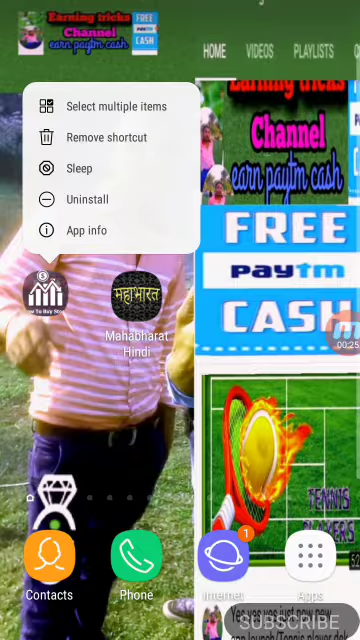 Earning tricks
Channel
earn paytm cash
FREE
paytm
CASH
HOME VIDEOS PLAYLISTS
Select multiple items
Remove shortcut
Sleep
Uninstall
App info
Earning tricks
Channel
earn paytm cash
FREE
paytm
CASH
00:25
महाभारत
Mahabharat
Hindi
TENNIS
PLAYERS
1
Contacts
Phone
Internet
Apps
SUBSCRIBE